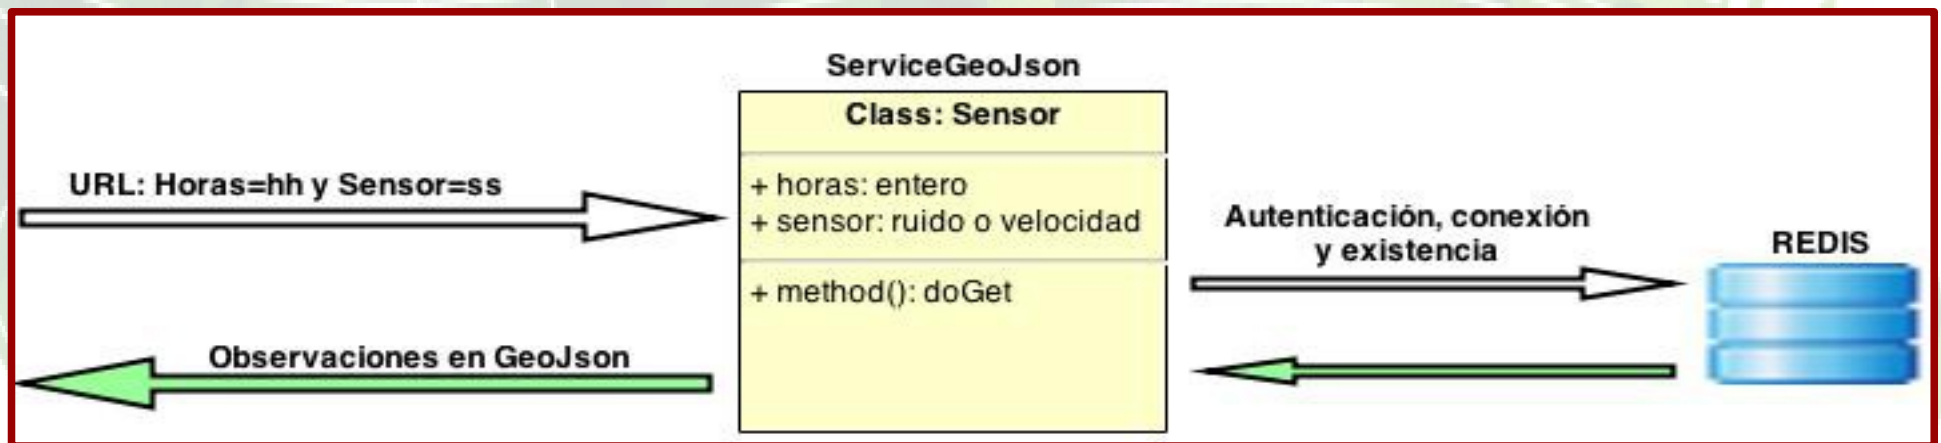 ServiceGeoJson
Class: Sensor
URL: Horas=hh y Sensor=ss
+ horas: entero
+ sensor: ruido o velocidad
+ method(): doGet
Autenticación, conexión
y existencia
REDIS
Observaciones en GeoJson